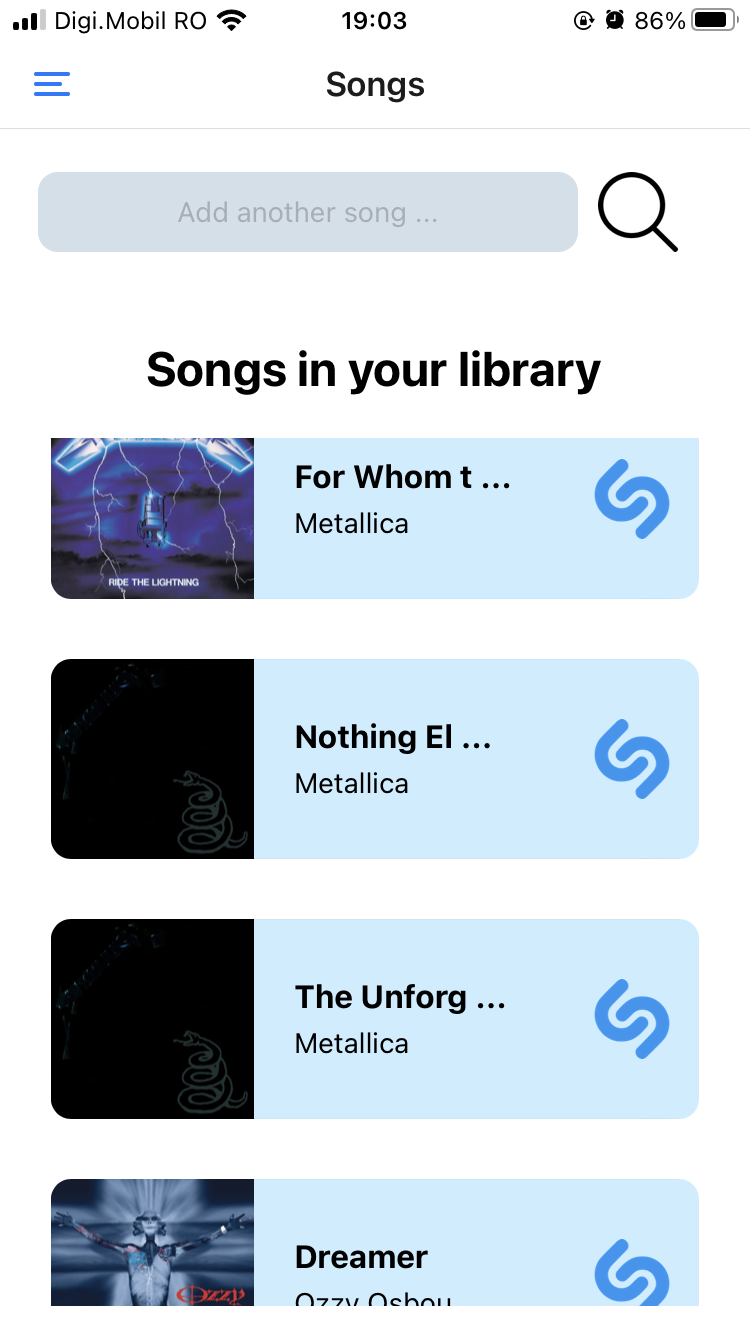 Digi.Mobil RO 19:03 86%
Songs
Add another song ...
Songs in your library
RIDE THE LIGHTNING
For Whom t ...
Metallica
Nothing El ...
Metallica
The Unforg ...
Metallica
Ozzy
Dreamer
Ozzy Osbou